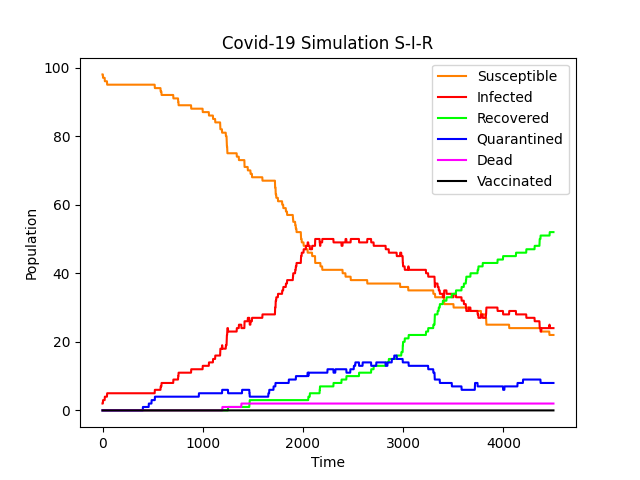 Covid-19 Simulation S-I-R
Susceptible
Infected
Recovered
Quarantined
Dead
Vaccinated
100
80
60
40
20
0
Population
0 1000 2000 3000 4000
Time